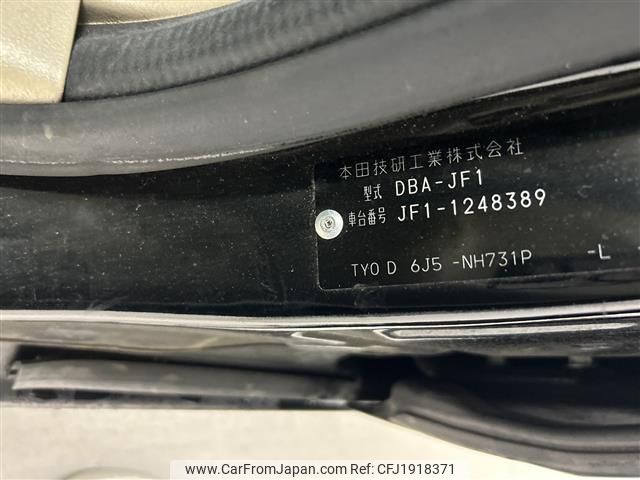 本田技研工業株式会社
型式 DBA-JF1
車台番号 JF1-1248389
TYO D 6J5 -NH731P -L
www.CarFromJapan.com - CFJ1918371